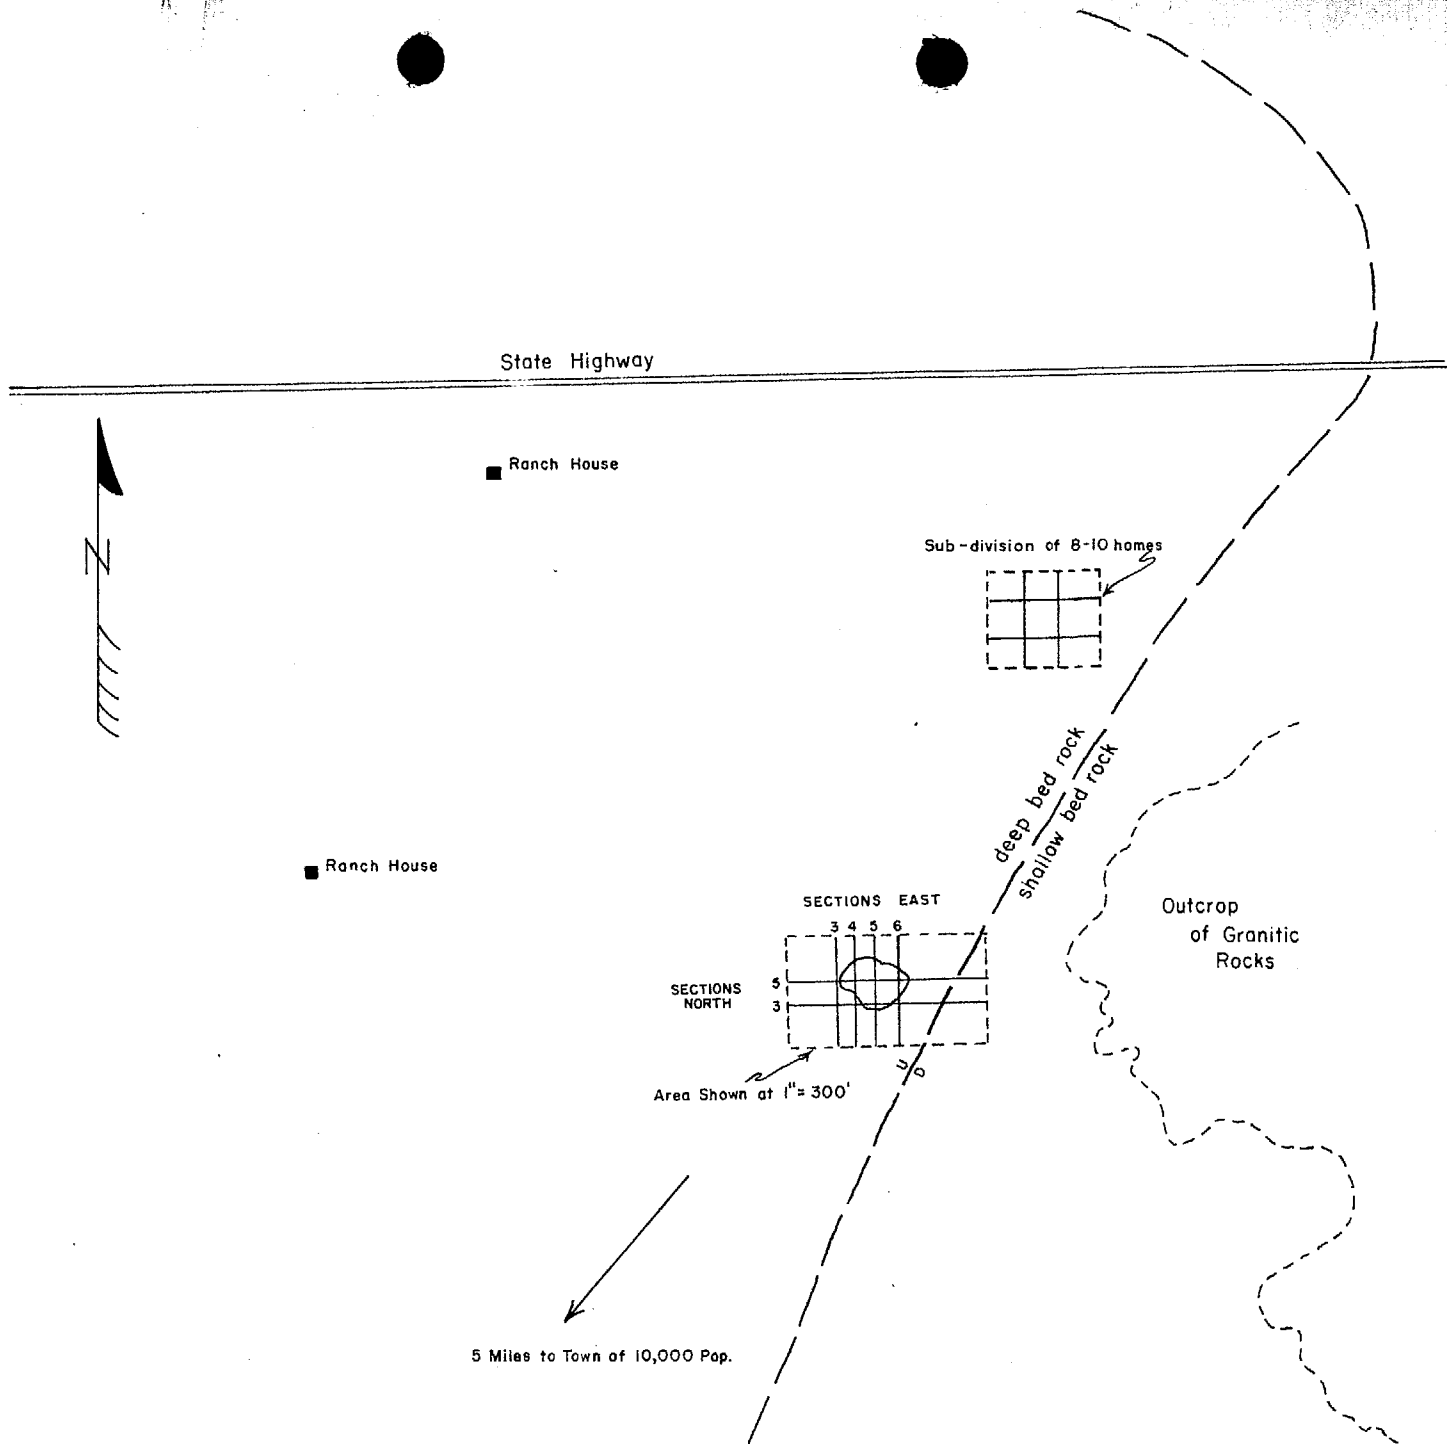 State Highway
Ranch House
N
Sub-division of 8-10 homes
deep bed rock
shallow bed rock
Ranch House
SECTIONS EAST
3 4 5 6
Outcrop
of Granitic
Rocks
SECTIONS
NORTH
5
3
U
D
Area Shown at 1"= 300'
5 Miles to Town of 10,000 Pop.